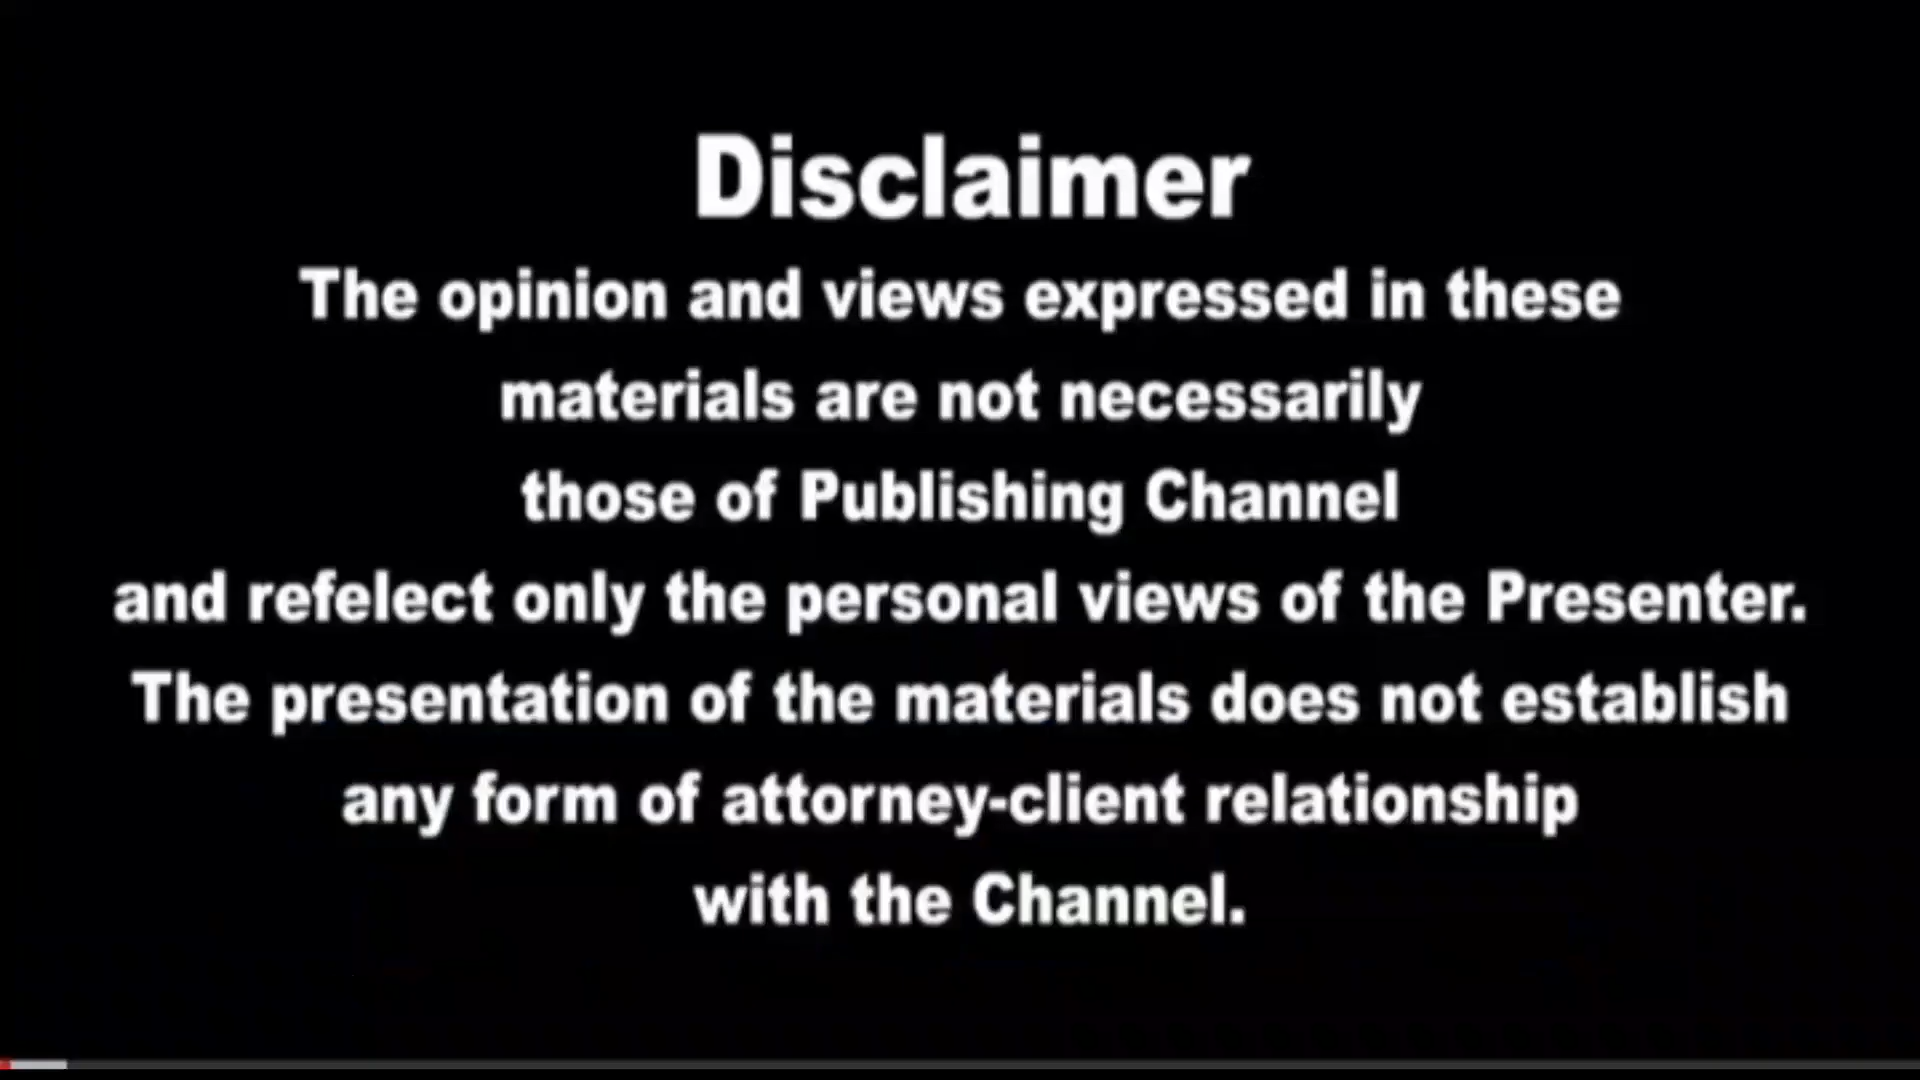 Disclaimer
The opinion and views expressed in these
materials are not necessarily
those of Publishing Channel
and refelect only the personal views of the Presenter.
The presentation of the materials does not establish
any form of attorney-client relationship
with the Channel.